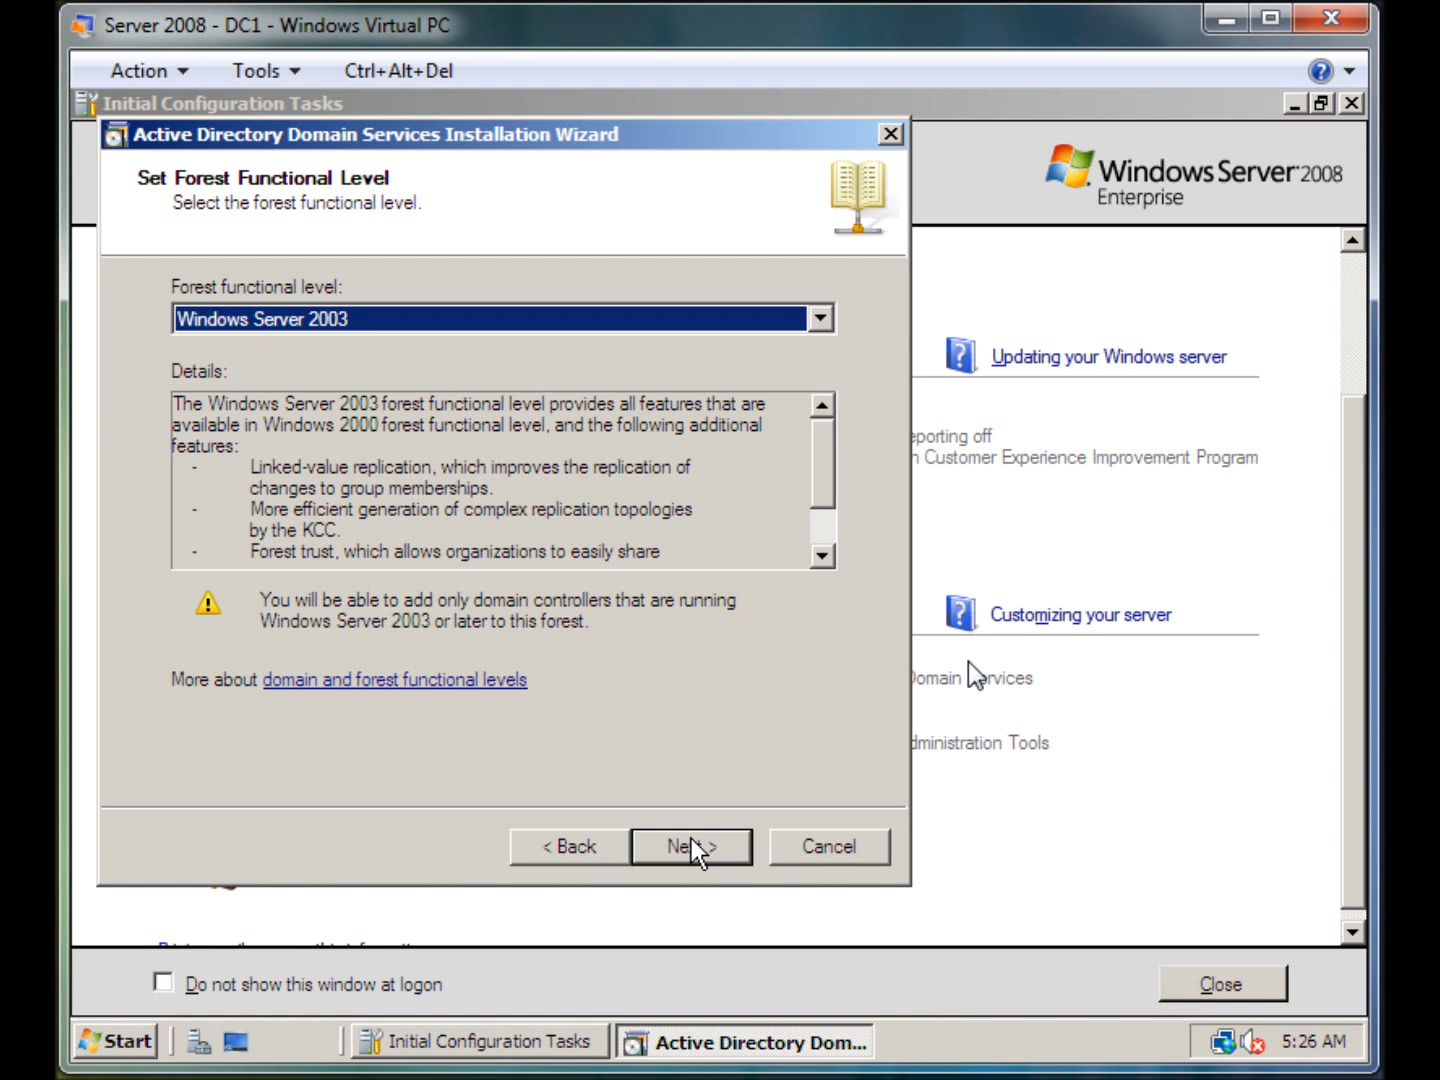 Server 2008 - DC1 - Windows Virtual PC
Action Tools Ctrl+Alt+Del
Initial Configuration Tasks
Active Directory Domain Services Installation Wizard
Set Forest Functional Level
Select the forest functional level.
Windows Server 2008
Enterprise
Forest functional level:
Windows Server 2003
Details:
The Windows Server 2003 forest functional level provides all features that are
available in Windows 2000 forest functional level, and the following additional
features:
- Linked-value replication, which improves the replication of
changes to group memberships.
- More efficient generation of complex replication topologies
by the KCC.
- Forest trust, which allows organizations to easily share
You will be able to add only domain controllers that are running
Windows Server 2003 or later to this forest.
More about domain and forest functional levels
< Back Next > Cancel
Updating your Windows server
eporting off
Customer Experience Improvement Program
Customizing your server
Domain Services
dministration Tools
Do not show this window at logon
Close
Start Initial Configuration Tasks Active Directory Dom... 5:26 AM